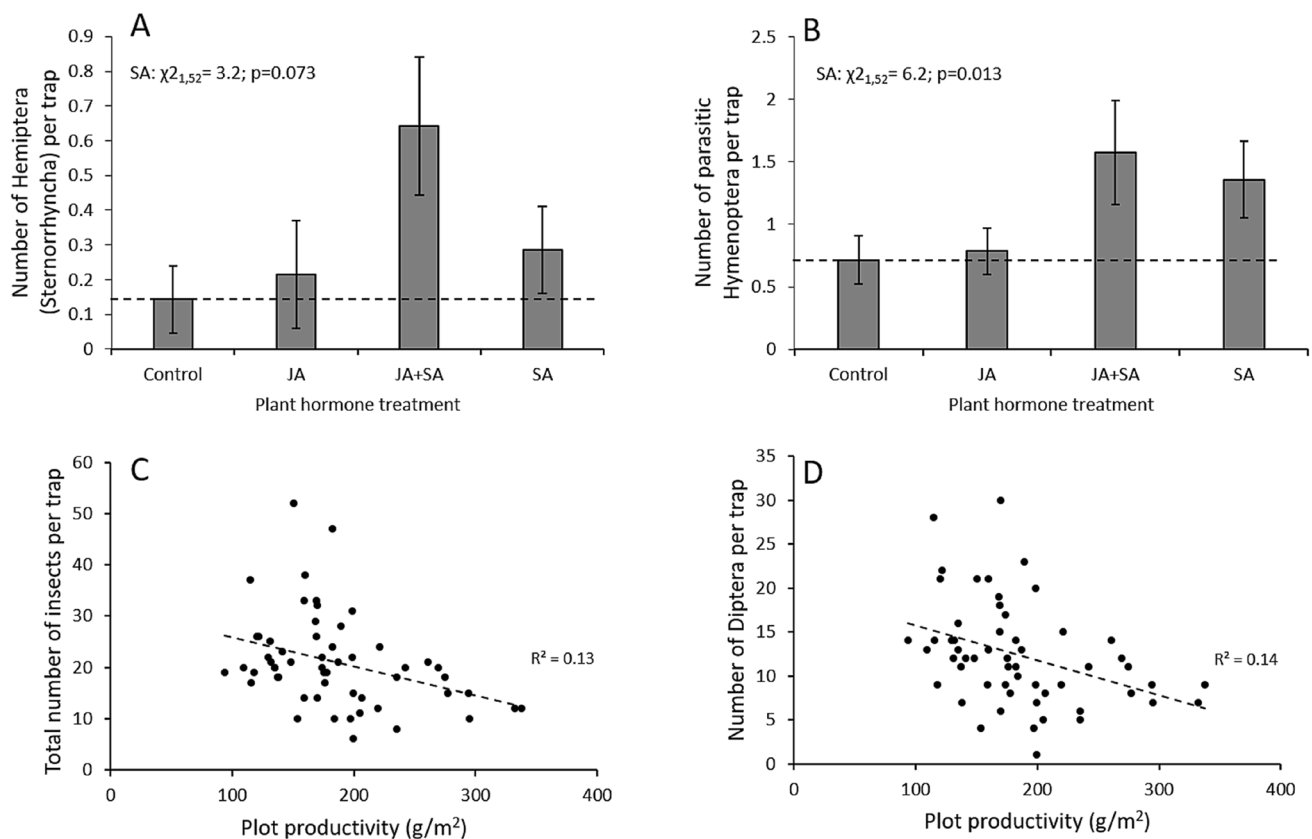 A
SA: χ2₁,₅₂= 3.2; p=0.073
Number of Hemiptera
(Sternorrhyncha) per trap
0.9
0.8
0.7
0.6
0.5
0.4
0.3
0.2
0.1
0
Control JA JA+SA SA
Plant hormone treatment
B
SA: χ2₁,₅₂= 6.2; p=0.013
Number of parasitic
Hymenoptera per trap
2.5
2
1.5
1
0.5
0
Control JA JA+SA SA
Plant hormone treatment
C
Total number of insects per trap
60
50
40
30
20
10
0
R² = 0.13
0 100 200 300 400
Plot productivity (g/m²)
D
Number of Diptera per trap
35
30
25
20
15
10
5
0
R² = 0.14
0 100 200 300 400
Plot productivity (g/m²)